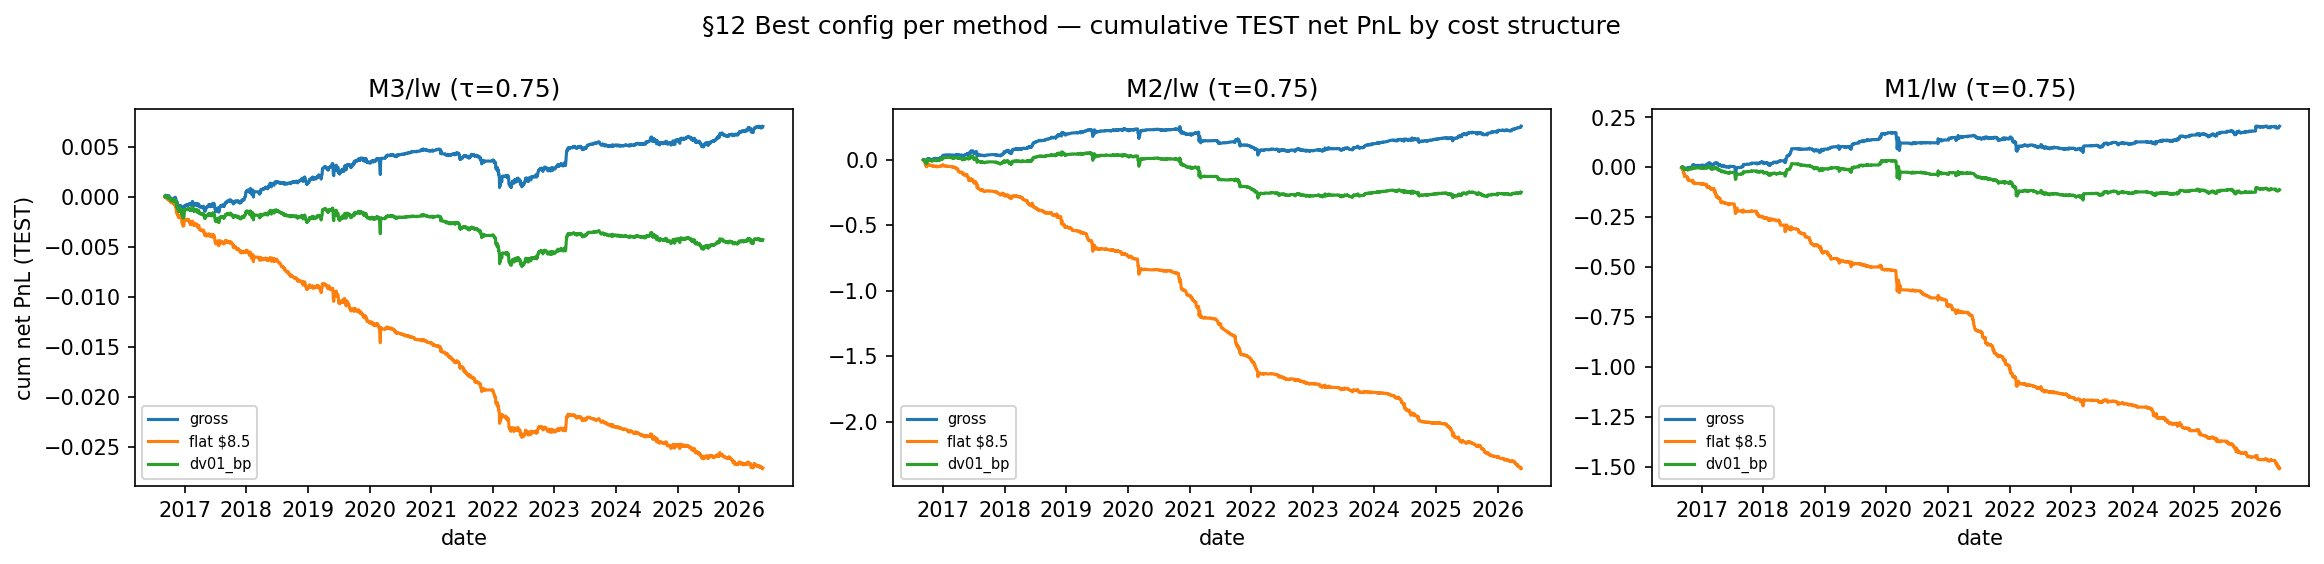 §12 Best config per method — cumulative TEST net PnL by cost structure
M3/lw (τ=0.75)
cum net PnL (TEST)
0.005
0.000
−0.005
−0.010
−0.015
−0.020
−0.025
gross
flat $8.5
dv01_bp
2017 2018 2019 2020 2021 2022 2023 2024 2025 2026
date
M2/lw (τ=0.75)
0.0
−0.5
−1.0
−1.5
−2.0
gross
flat $8.5
dv01_bp
2017 2018 2019 2020 2021 2022 2023 2024 2025 2026
date
M1/lw (τ=0.75)
0.25
0.00
−0.25
−0.50
−0.75
−1.00
−1.25
−1.50
gross
flat $8.5
dv01_bp
2017 2018 2019 2020 2021 2022 2023 2024 2025 2026
date